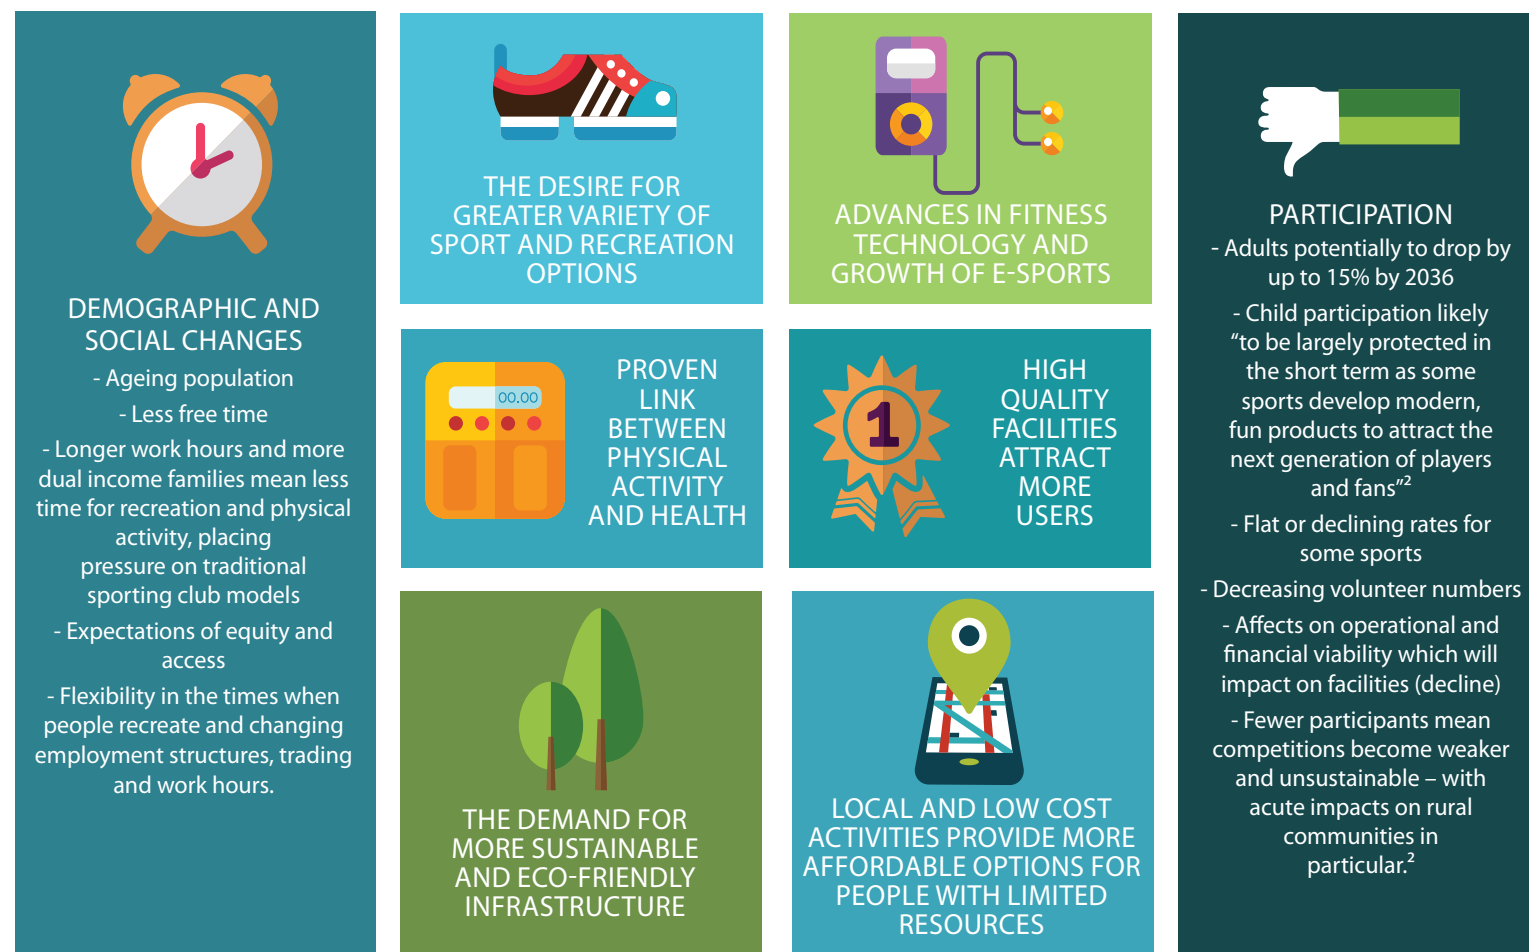 DEMOGRAPHIC AND
SOCIAL CHANGES
- Ageing population
- Less free time
- Longer work hours and more
dual income families mean less
time for recreation and physical
activity, placing
pressure on traditional
sporting club models
- Expectations of equity and
access
- Flexibility in the times when
people recreate and changing
employment structures, trading
and work hours.
THE DESIRE FOR
GREATER VARIETY OF
SPORT AND RECREATION
OPTIONS
ADVANCES IN FITNESS
TECHNOLOGY AND
GROWTH OF E-SPORTS
00.00
PROVEN
LINK
BETWEEN
PHYSICAL
ACTIVITY
AND HEALTH
1
HIGH
QUALITY
FACILITIES
ATTRACT
MORE
USERS
THE DEMAND FOR
MORE SUSTAINABLE
AND ECO-FRIENDLY
INFRASTRUCTURE
LOCAL AND LOW COST
ACTIVITIES PROVIDE MORE
AFFORDABLE OPTIONS FOR
PEOPLE WITH LIMITED
RESOURCES
PARTICIPATION
- Adults potentially to drop by
up to 15% by 2036
- Child participation likely
“to be largely protected in
the short term as some
sports develop modern,
fun products to attract the
next generation of players
and fans”²
- Flat or declining rates for
some sports
- Decreasing volunteer numbers
- Affects on operational and
financial viability which will
impact on facilities (decline)
- Fewer participants mean
competitions become weaker
and unsustainable – with
acute impacts on rural
communities in
particular.²